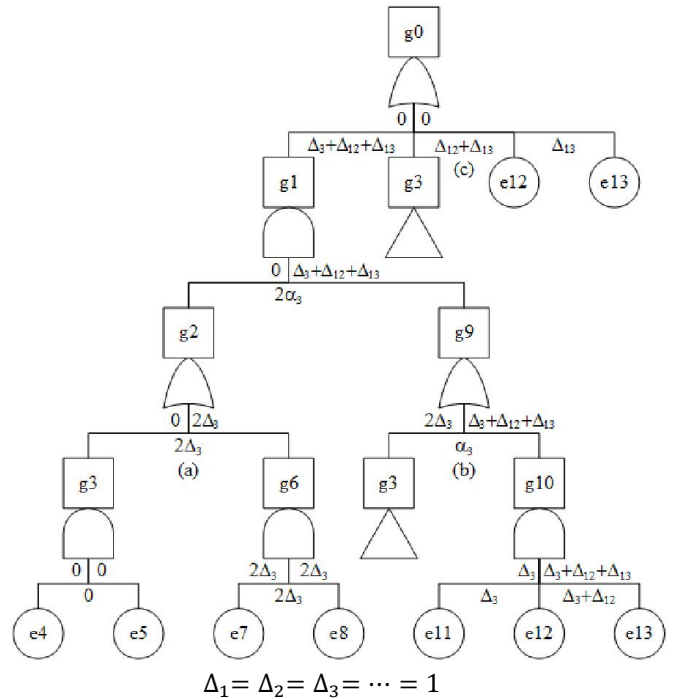 g0
0 0
Δ₃+Δ₁₂+Δ₁₃ Δ₁₂+Δ₁₃ Δ₁₃
(c)
g1 g3 e12 e13
0 Δ₃+Δ₁₂+Δ₁₃
2α₃
g2 g9
0 2Δ₃ 2Δ₃ Δ₃+Δ₁₂+Δ₁₃
2Δ₃ α₃
(a) (b)
g3 g6 g3 g10
0 0 2Δ₃ 2Δ₃ Δ₃ Δ₃+Δ₁₂+Δ₁₃
0 2Δ₃ Δ₃ Δ₃+Δ₁₂
e4 e5 e7 e8 e11 e12 e13
Δ₁= Δ₂= Δ₃= ⋯ = 1